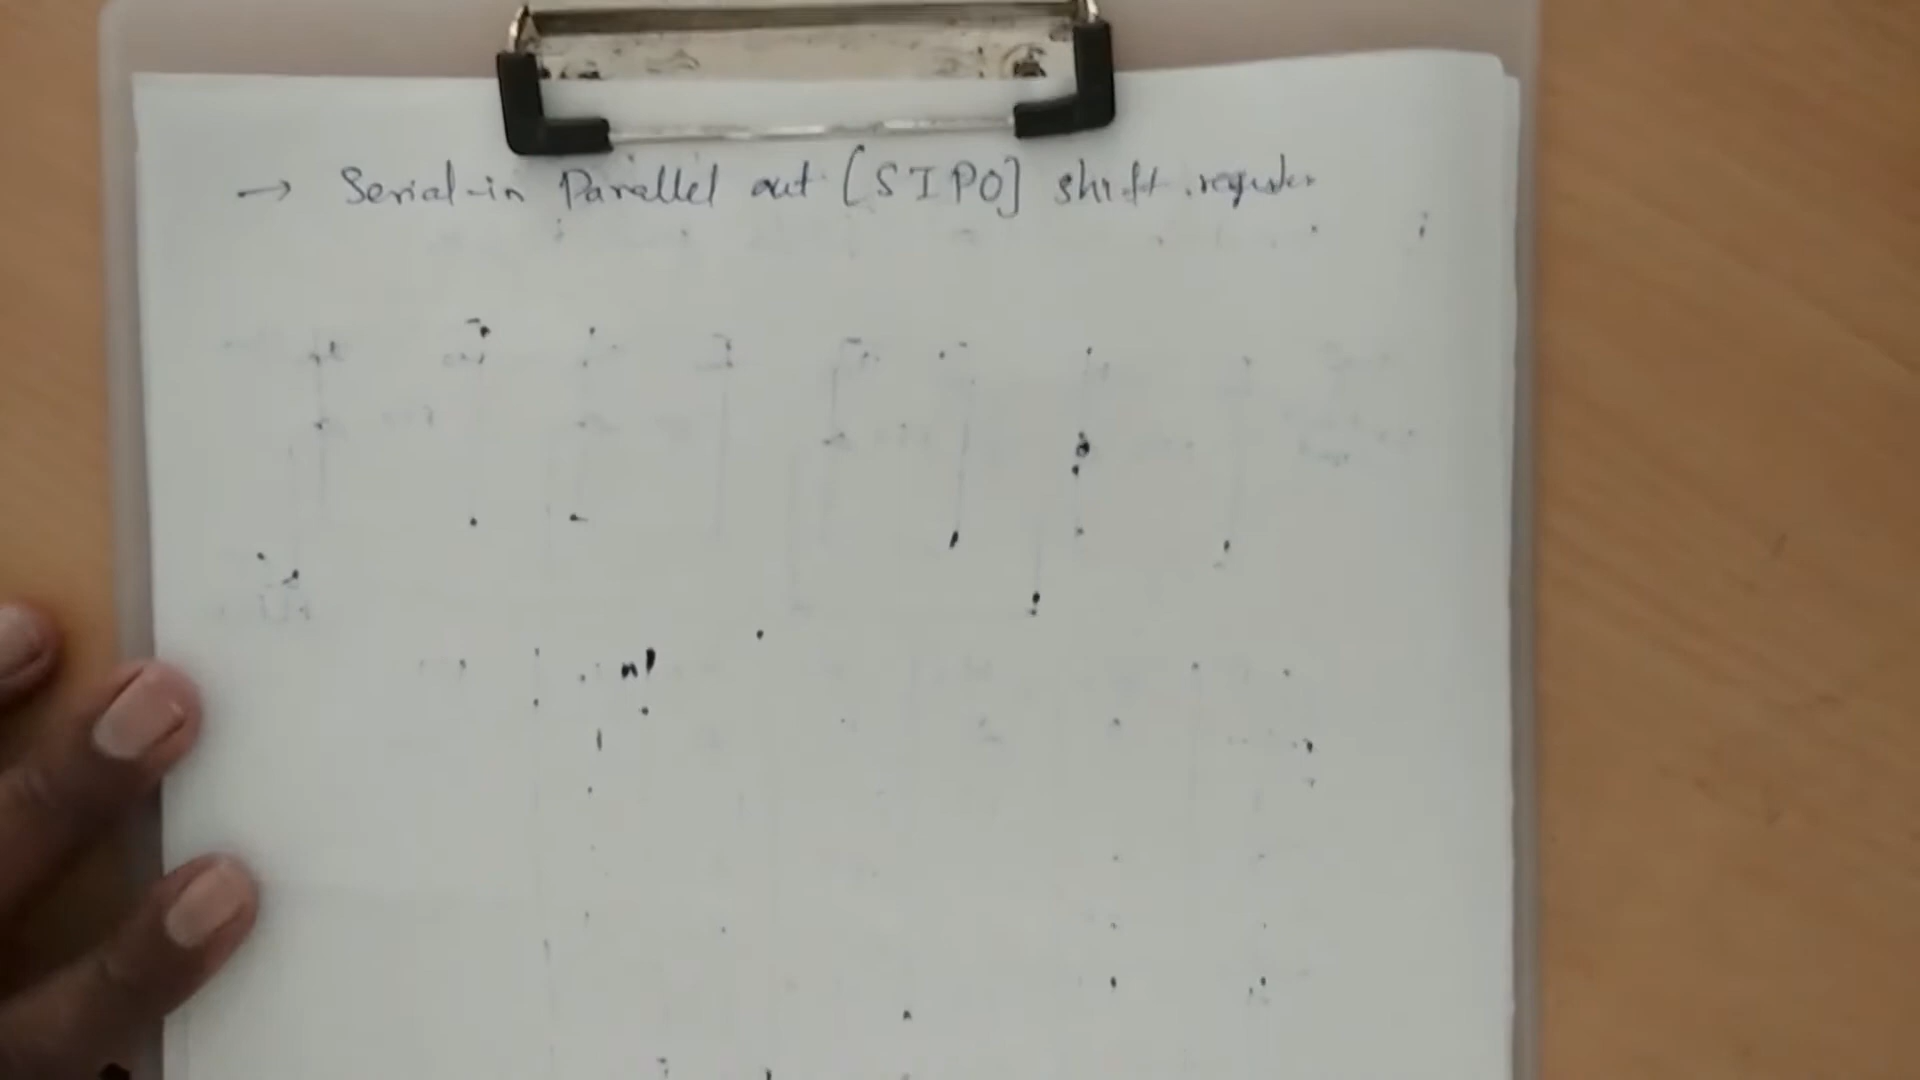 → Serial-in Parallel out [SIPO] shift register